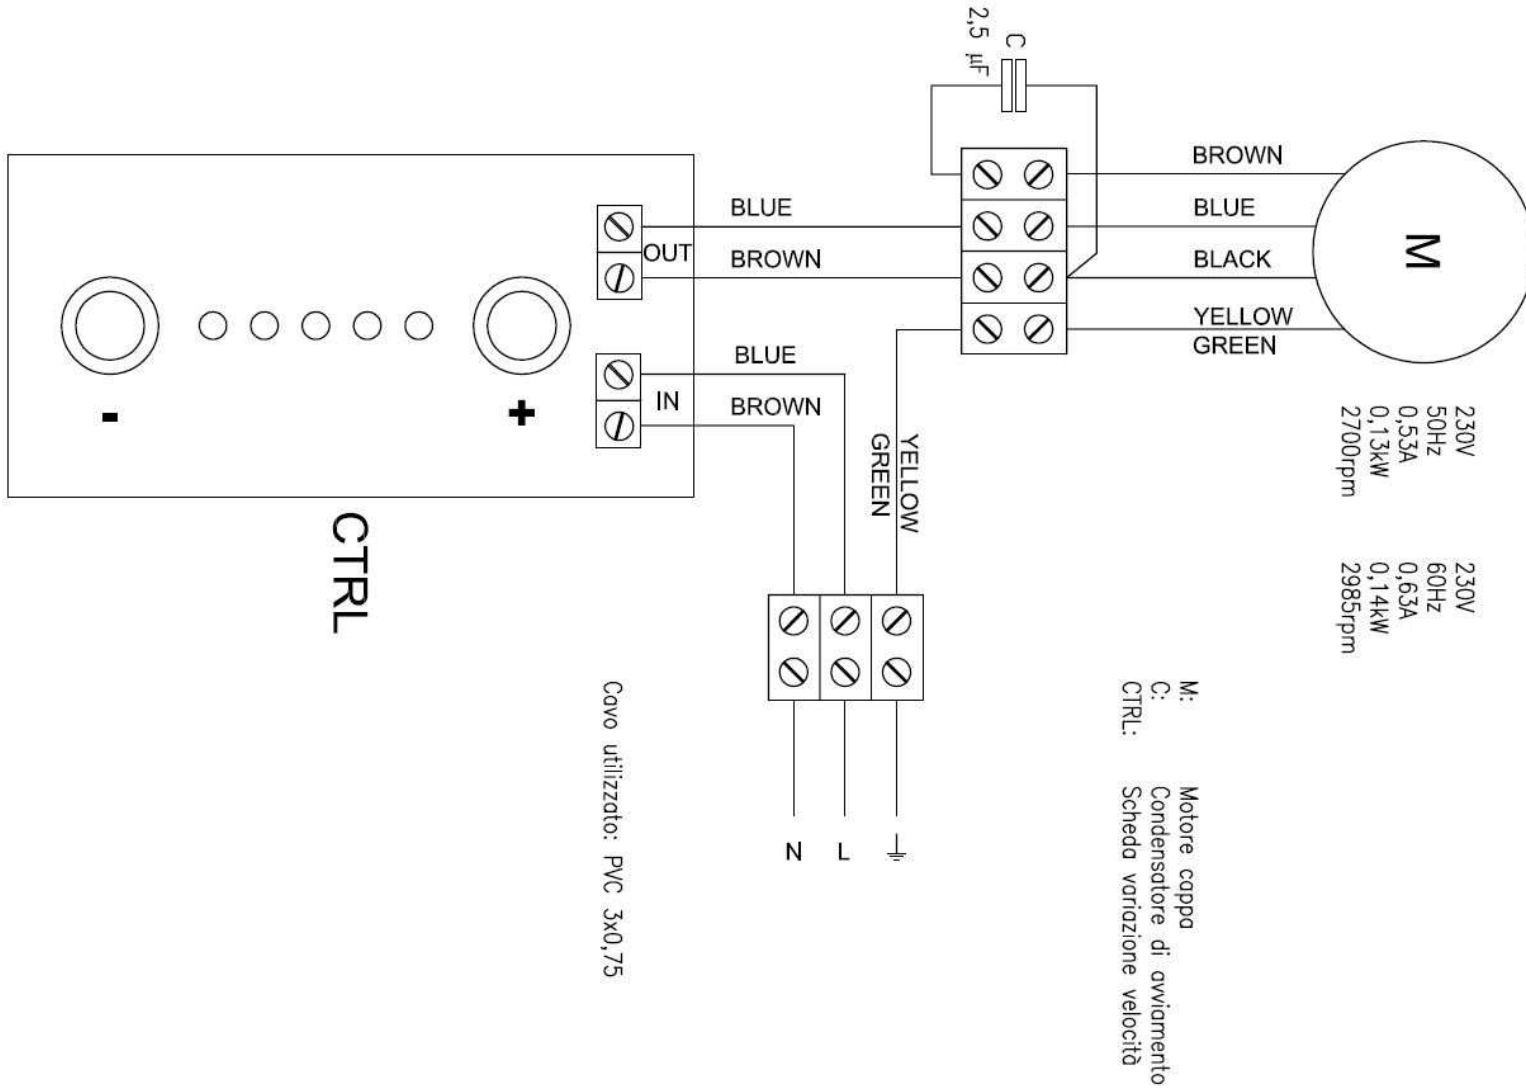 C
2,5 µF
BROWN
BLUE
BLACK
YELLOW
GREEN
M
BLUE
BROWN
OUT
BLUE
BROWN
IN
-
+
CTRL
YELLOW
GREEN
230V
50Hz
0,53A
0,13kW
2700rpm
230V
60Hz
0,63A
0,14kW
2985rpm
N L
Cavo utilizzato: PVC 3x0,75
M: Motore cappa
C: Condensatore di avviamento
CTRL: Scheda variazione velocità